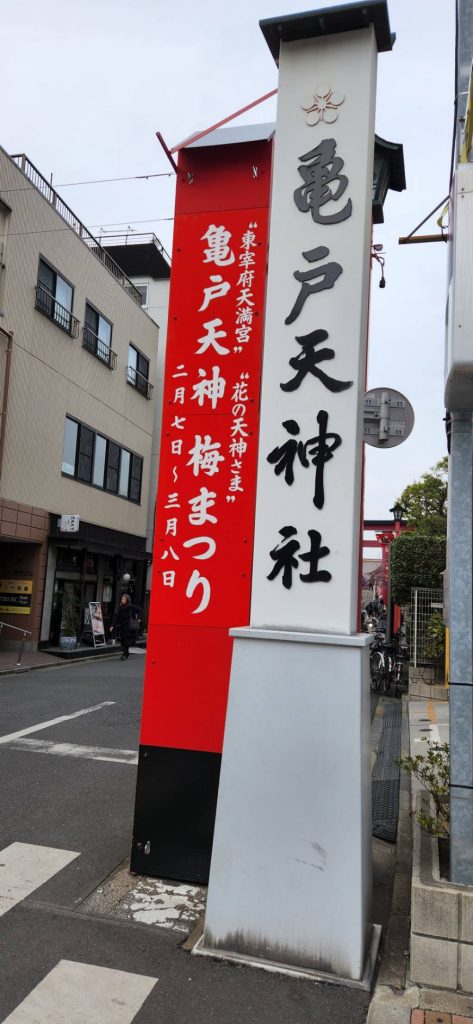 亀戸天神社
"東宰府天満宮" "花の天神さま"
亀戸天神 梅まつり
二月七日～三月八日